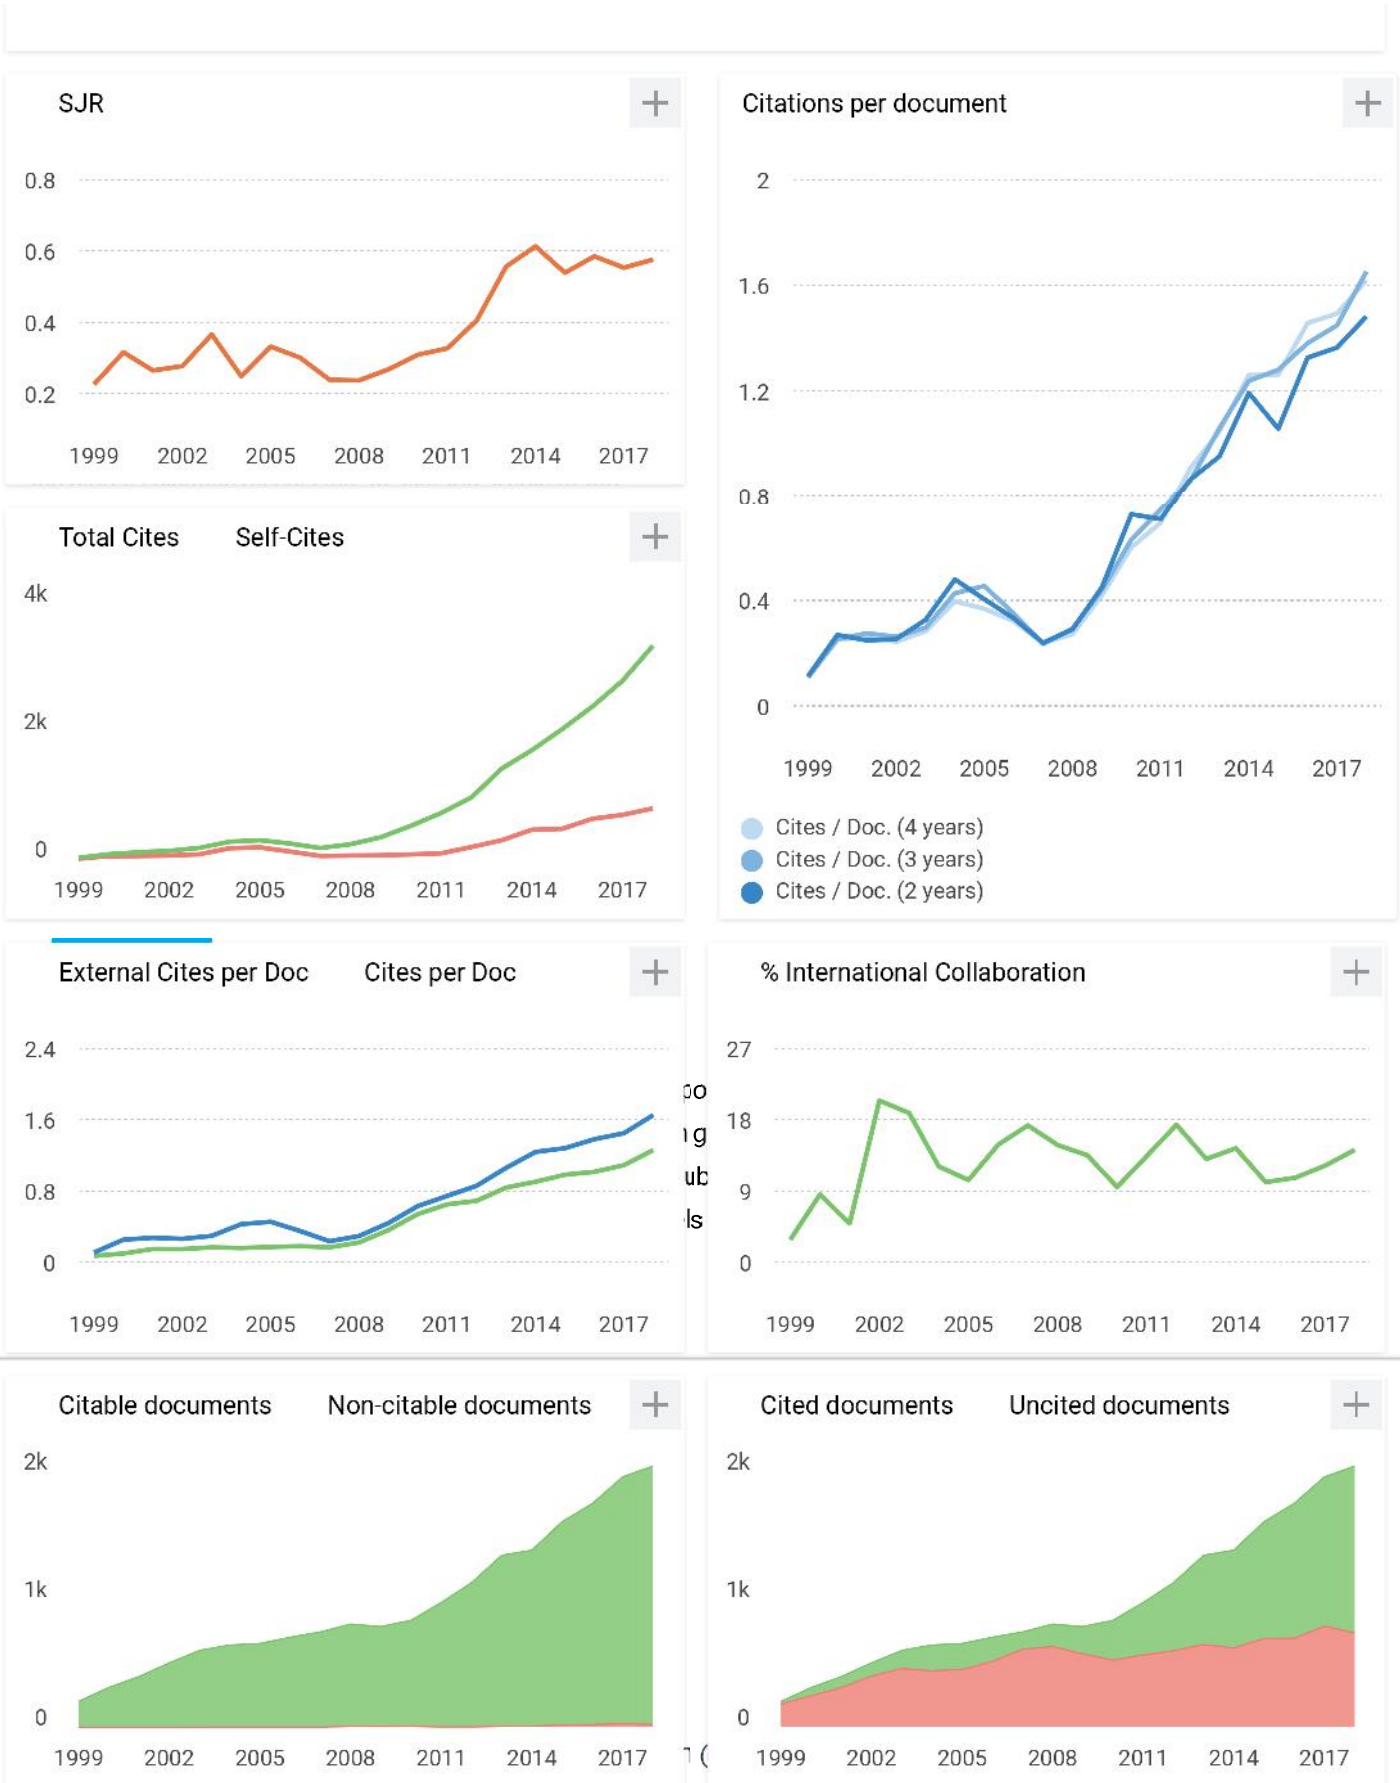 SJR
0.8
0.6
0.4
0.2
1999 2002 2005 2008 2011 2014 2017
Citations per document
2
1.6
1.2
0.8
0.4
0
1999 2002 2005 2008 2011 2014 2017
Cites / Doc. (4 years)
Cites / Doc. (3 years)
Cites / Doc. (2 years)
Total Cites Self-Cites
4k
2k
0
1999 2002 2005 2008 2011 2014 2017
External Cites per Doc Cites per Doc
2.4
1.6
0.8
0
1999 2002 2005 2008 2011 2014 2017
% International Collaboration
27
18
9
0
1999 2002 2005 2008 2011 2014 2017
Citable documents Non-citable documents
2k
1k
0
1999 2002 2005 2008 2011 2014 2017
Cited documents Uncited documents
2k
1k
0
1999 2002 2005 2008 2011 2014 2017